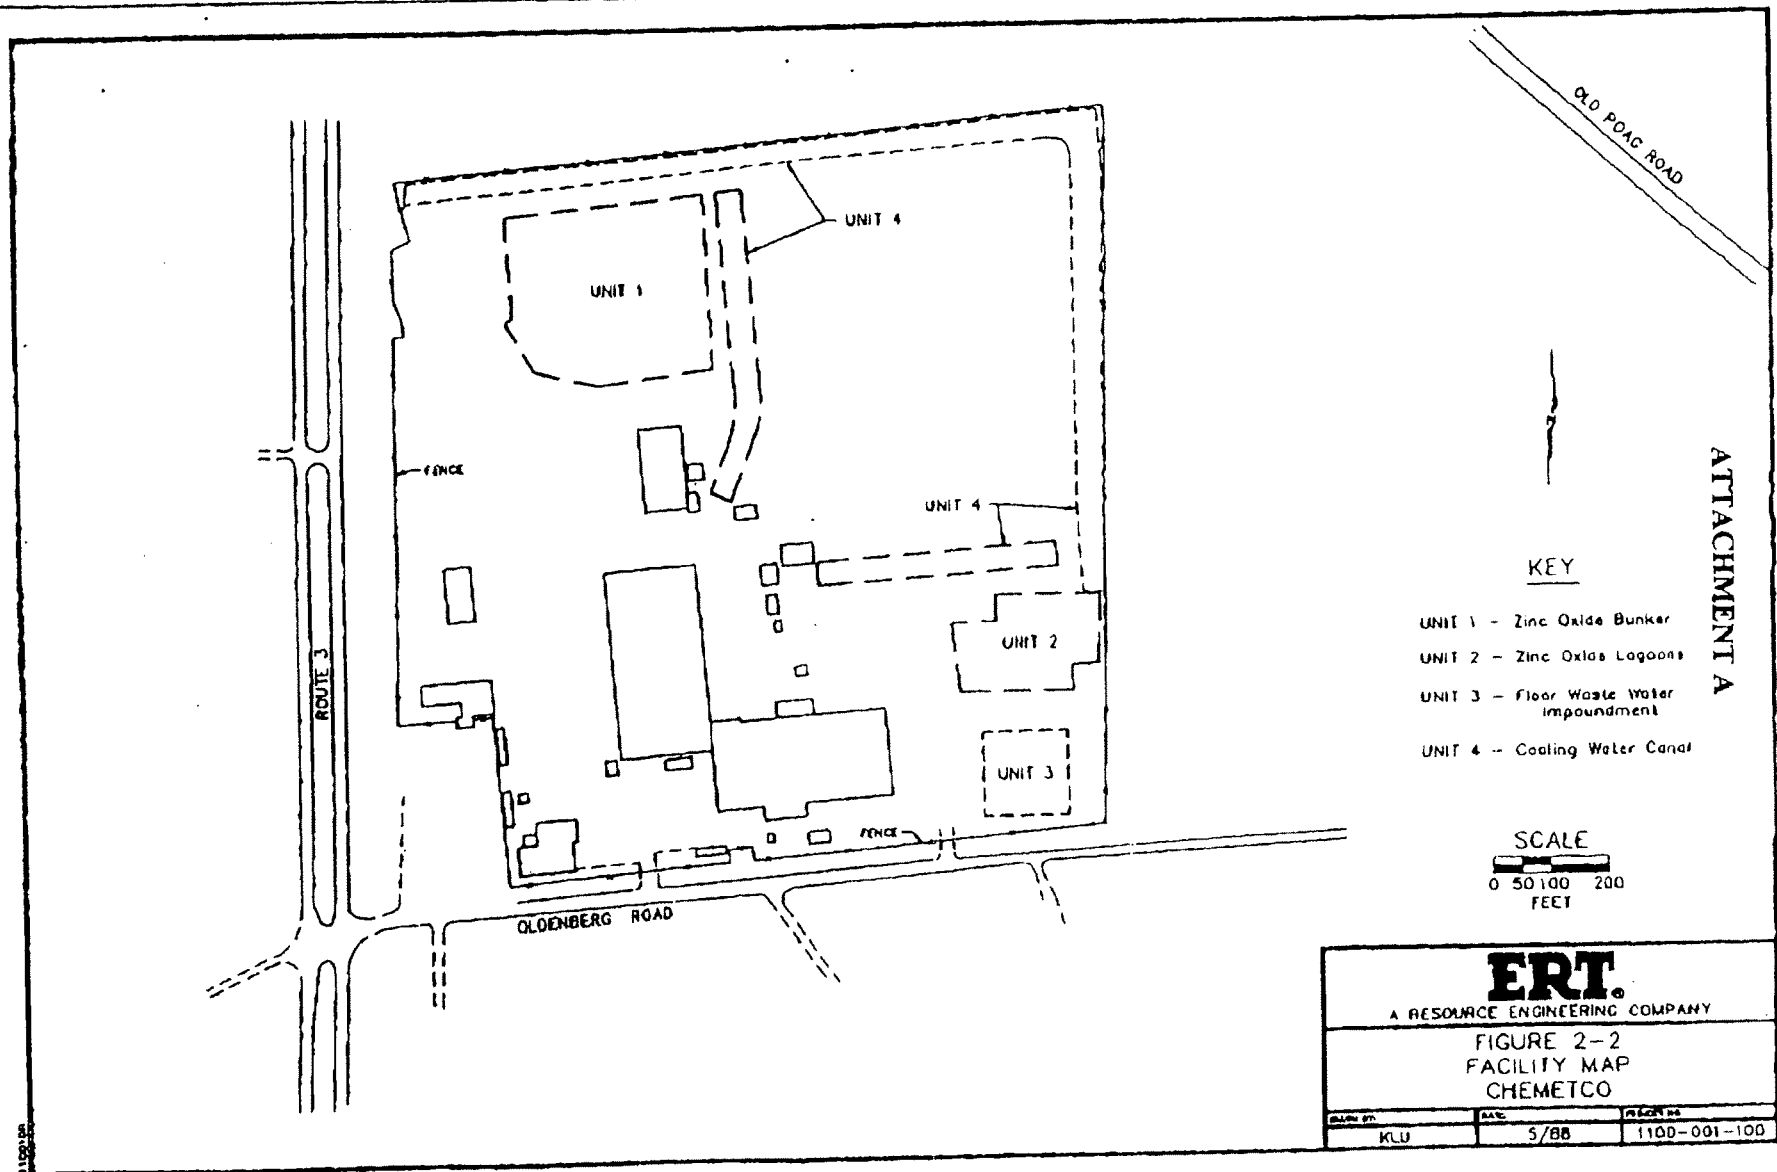 OLD POAG ROAD
UNIT 4
UNIT 1
FENCE
UNIT 4
ATTACHMENT A
KEY
UNIT 1 - Zinc Oxide Bunker
UNIT 2 - Zinc Oxide Lagoons
UNIT 3 - Floor Waste Water
Impoundment
UNIT 4 - Cooling Water Canal
UNIT 2
ROUTE 3
UNIT 3
FENCE
SCALE
0 50 100 200
FEET
OLDENBERG ROAD
ERT®
A RESOURCE ENGINEERING COMPANY
FIGURE 2-2
FACILITY MAP
CHEMETCO
DATE
KLU 5/88 1100-001-100